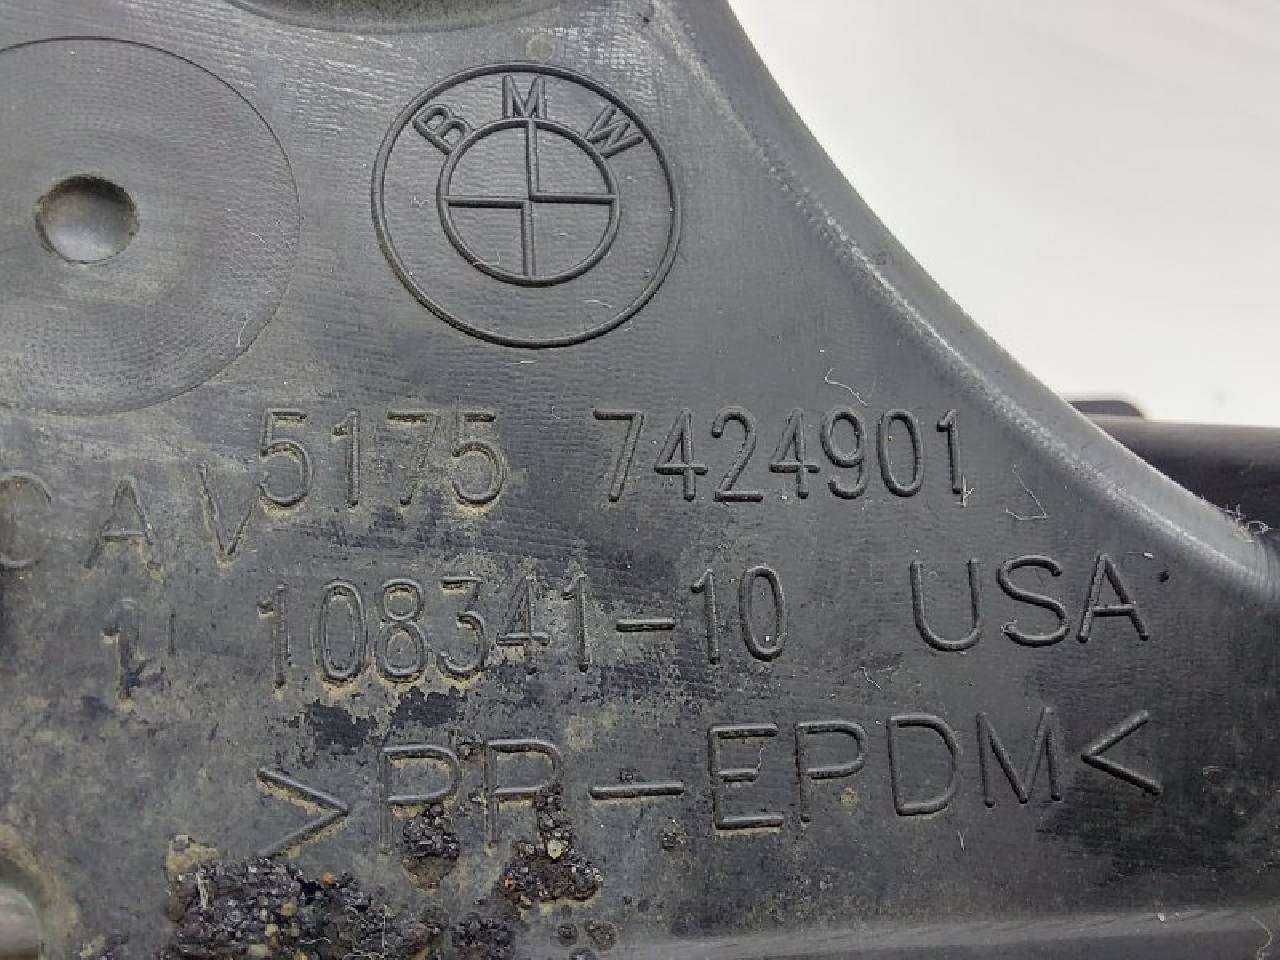 BMW
5175 7424901
CAV
1 108341-10 USA
>PP-EPDM<